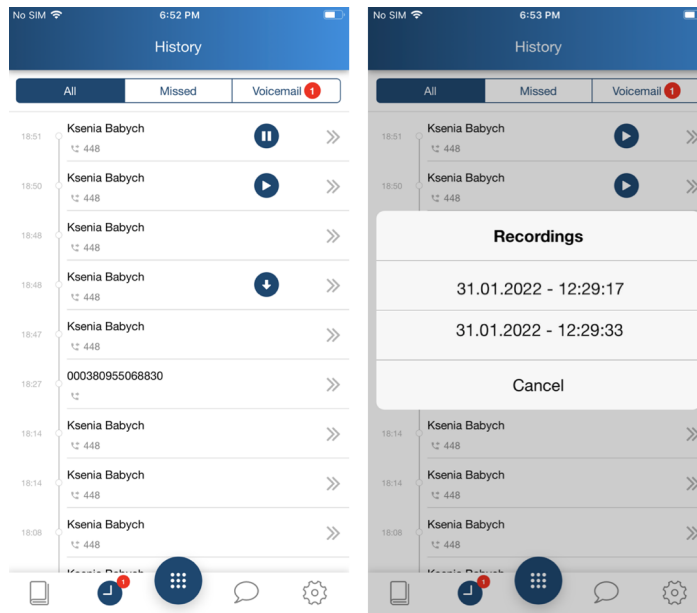 No SIM 6:52 PM
History
All Missed Voicemail 1
18:51 Ksenia Babych
448
18:50 Ksenia Babych
448
18:48 Ksenia Babych
448
18:48 Ksenia Babych
448
18:47 Ksenia Babych
448
18:27 000380955068830
18:14 Ksenia Babych
448
18:14 Ksenia Babych
448
18:08 Ksenia Babych
448
Ksenia Babych
1
No SIM 6:53 PM
History
All Missed Voicemail 1
18:51 Ksenia Babych
448
18:50 Ksenia Babych
448
Recordings
31.01.2022 - 12:29:17
31.01.2022 - 12:29:33
Cancel
18:14 Ksenia Babych
448
18:14 Ksenia Babych
448
18:08 Ksenia Babych
448
Ksenia Babych
1